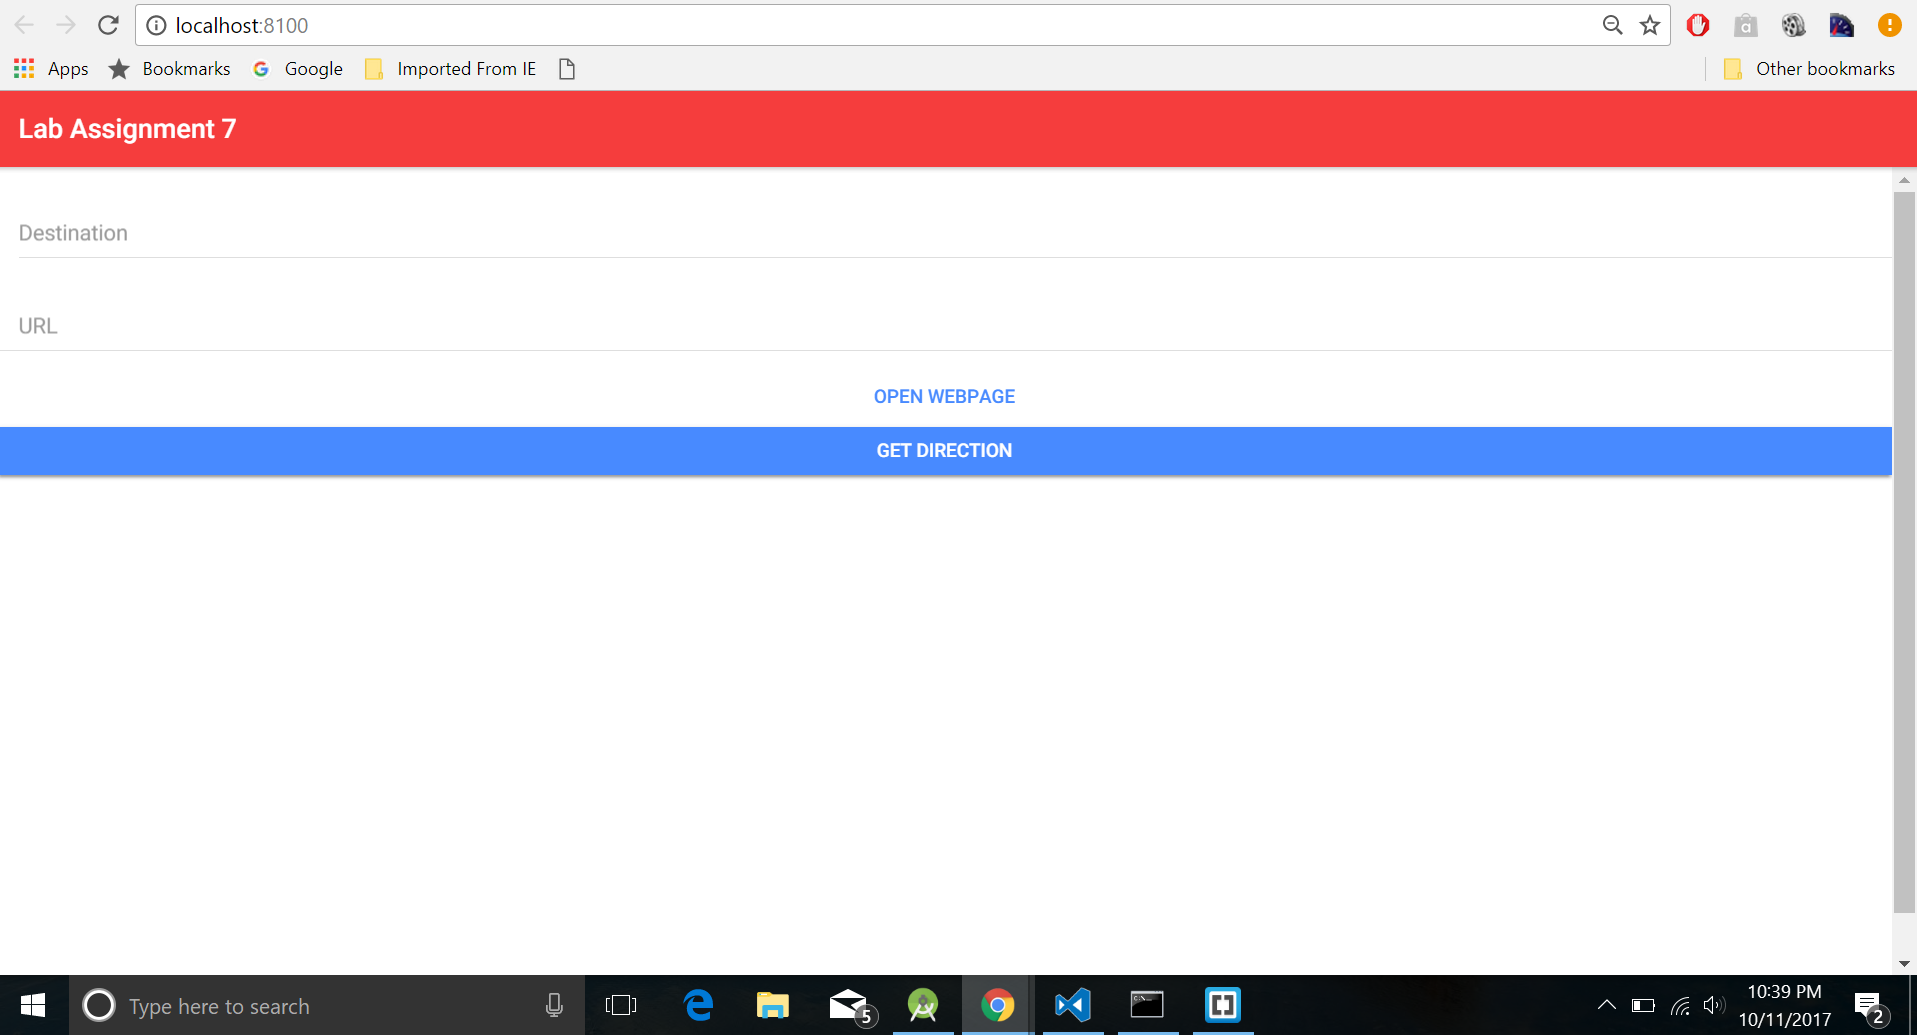 localhost:8100
Apps Bookmarks Google Imported From IE Other bookmarks
Lab Assignment 7
Destination
URL
OPEN WEBPAGE
GET DIRECTION
Type here to search
5
10:39 PM
10/11/2017
2